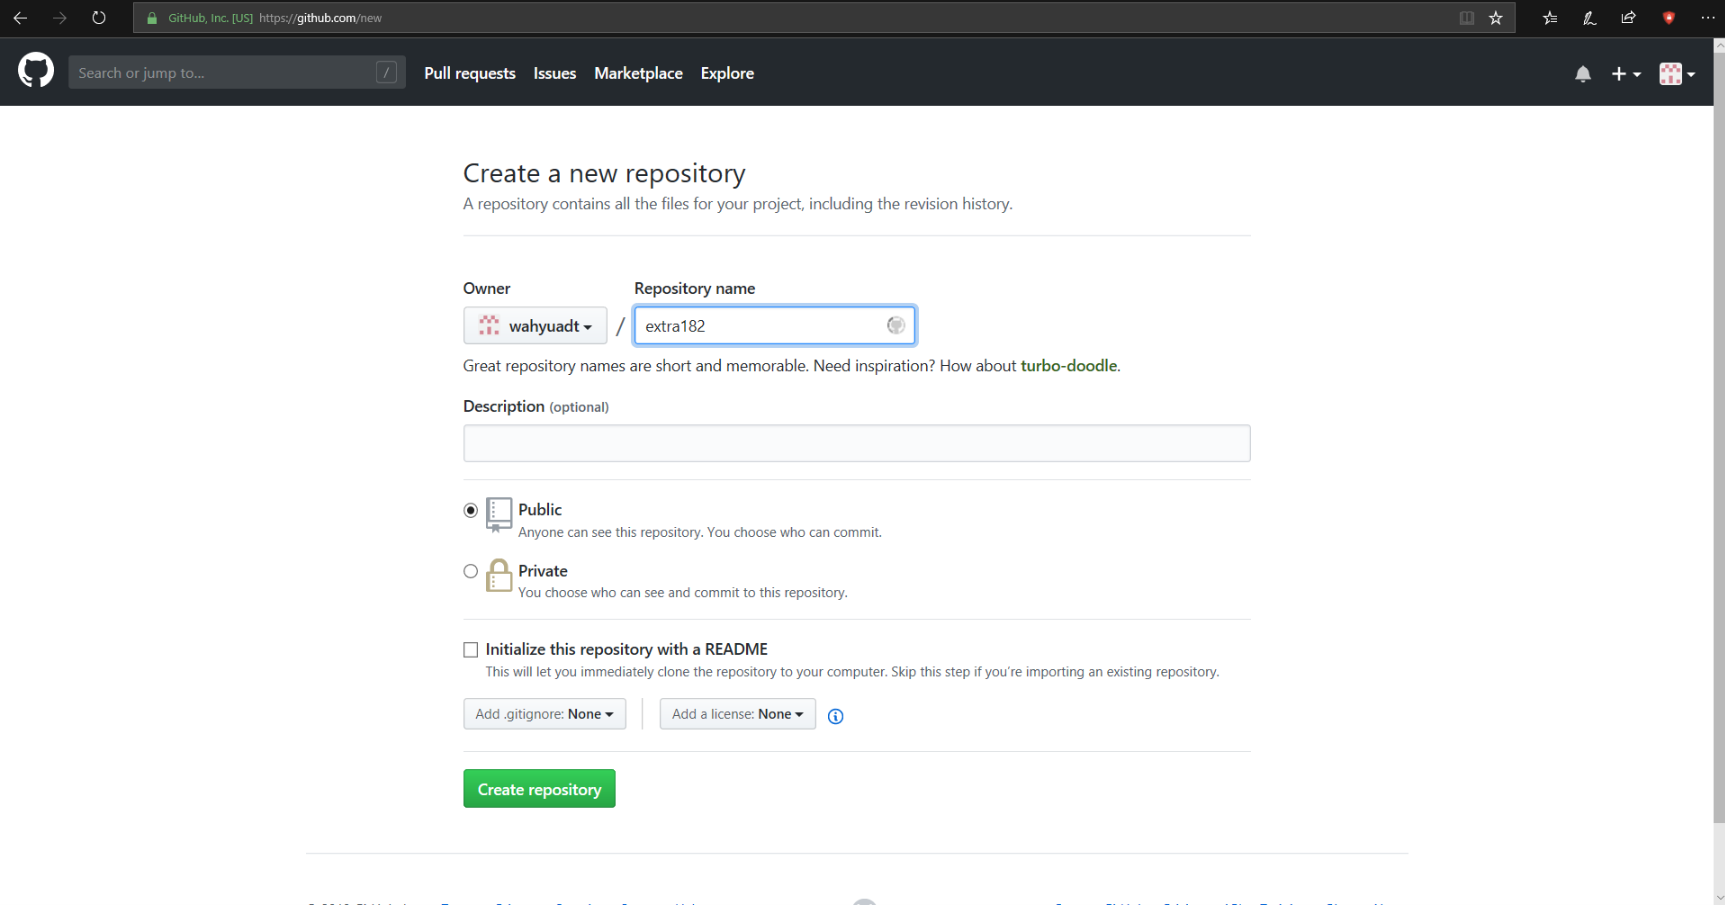 GitHub, Inc. [US] https://github.com/new
Search or jump to... /
Pull requests Issues Marketplace Explore
Create a new repository
A repository contains all the files for your project, including the revision history.
Owner Repository name
wahyuadt / extra182
Great repository names are short and memorable. Need inspiration? How about turbo-doodle.
Description (optional)
Public
Anyone can see this repository. You choose who can commit.
Private
You choose who can see and commit to this repository.
Initialize this repository with a README
This will let you immediately clone the repository to your computer. Skip this step if you’re importing an existing repository.
Add .gitignore: None Add a license: None
Create repository